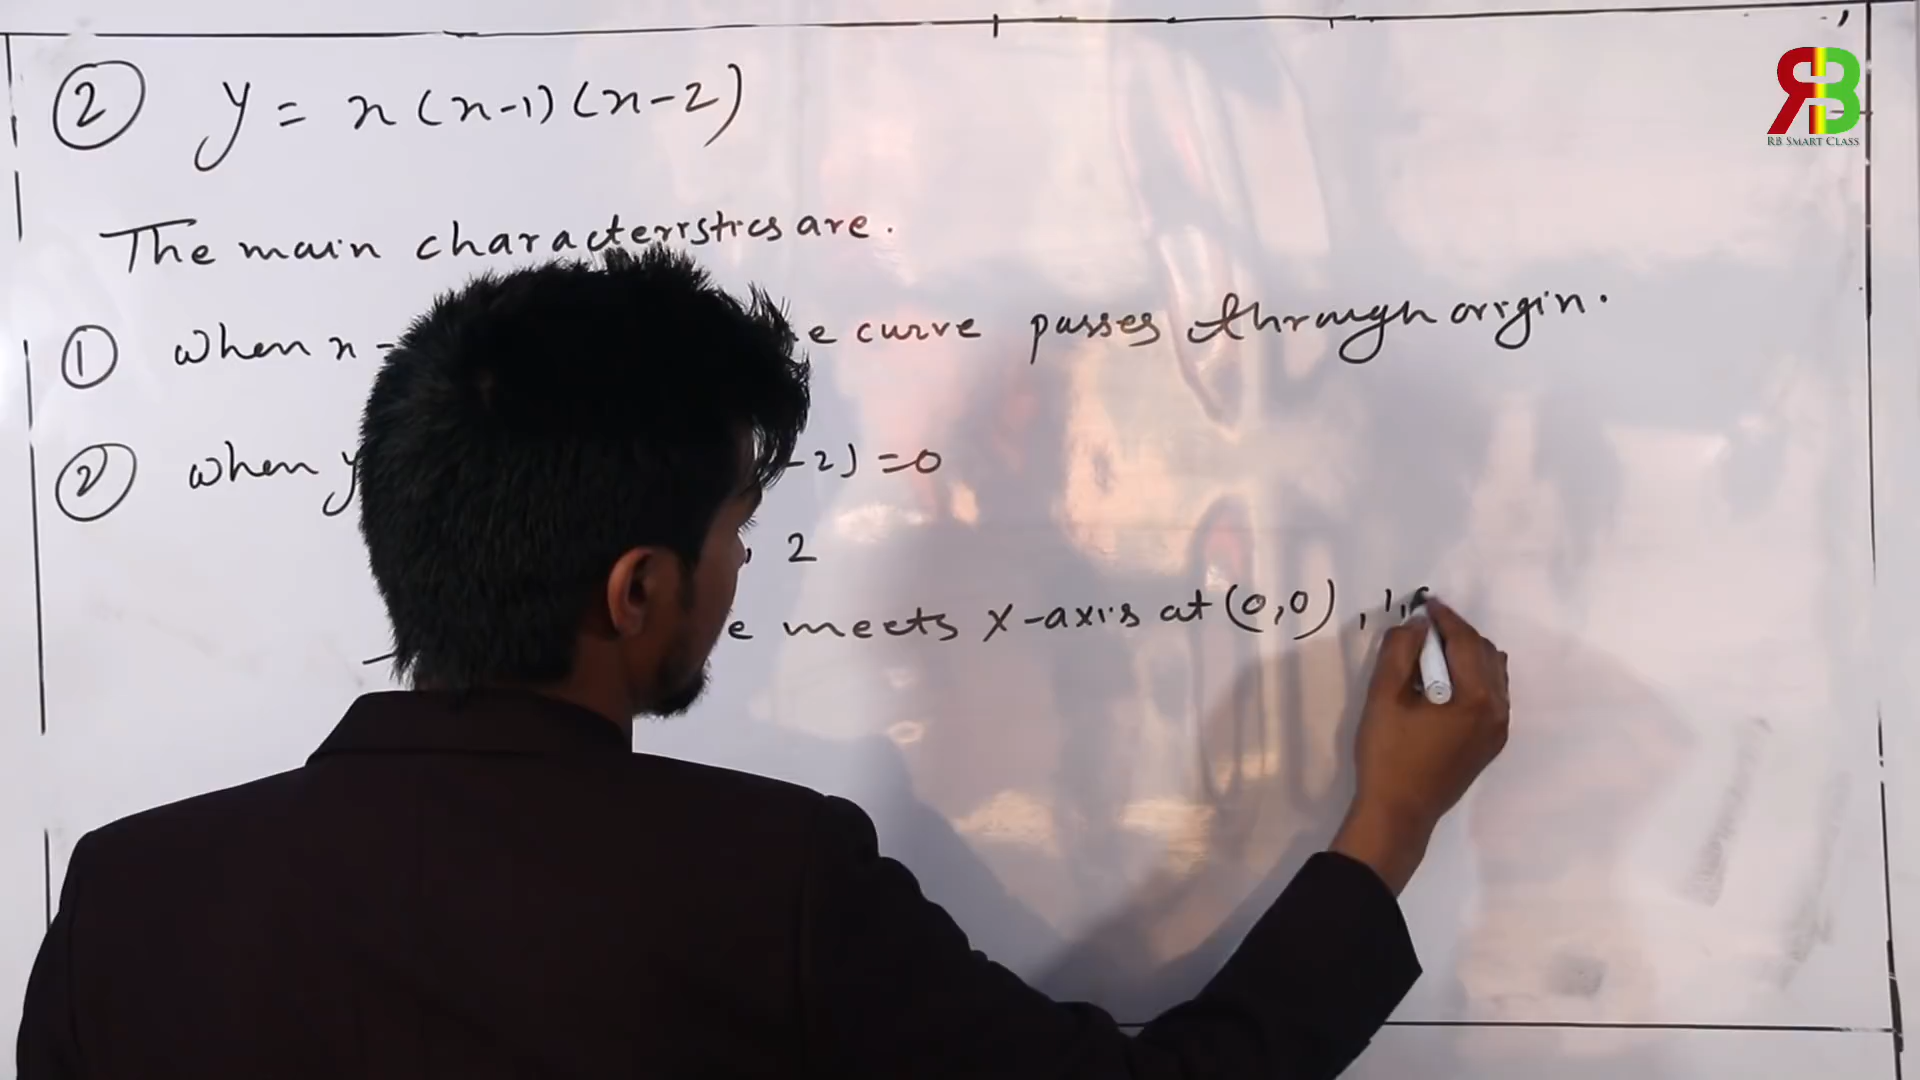 ② y = x(x-1)(x-2)
RB SMART CLASS
The main characteristics are.
① when x = curve passes through origin.
② when y -2) = 0
, 2
meets X-axis at (0,0), 1,